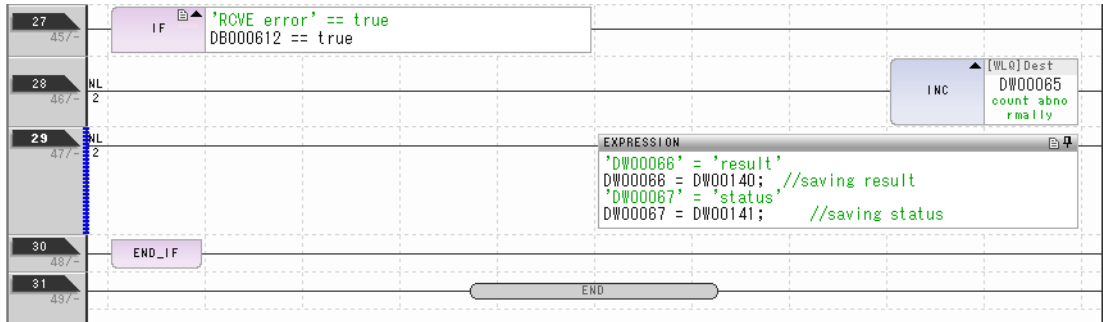 27
45/-
IF
'RCVE error' == true
DB000612 == true
28
46/-
NL
2
INC
[WLQ]Dest
DW00065
count abno
rmally
29
47/-
NL
2
EXPRESSION
'DW00066' = 'result'
DW00066 = DW00140; //saving result
'DW00067' = 'status'
DW00067 = DW00141; //saving status
30
48/-
END_IF
31
49/-
END